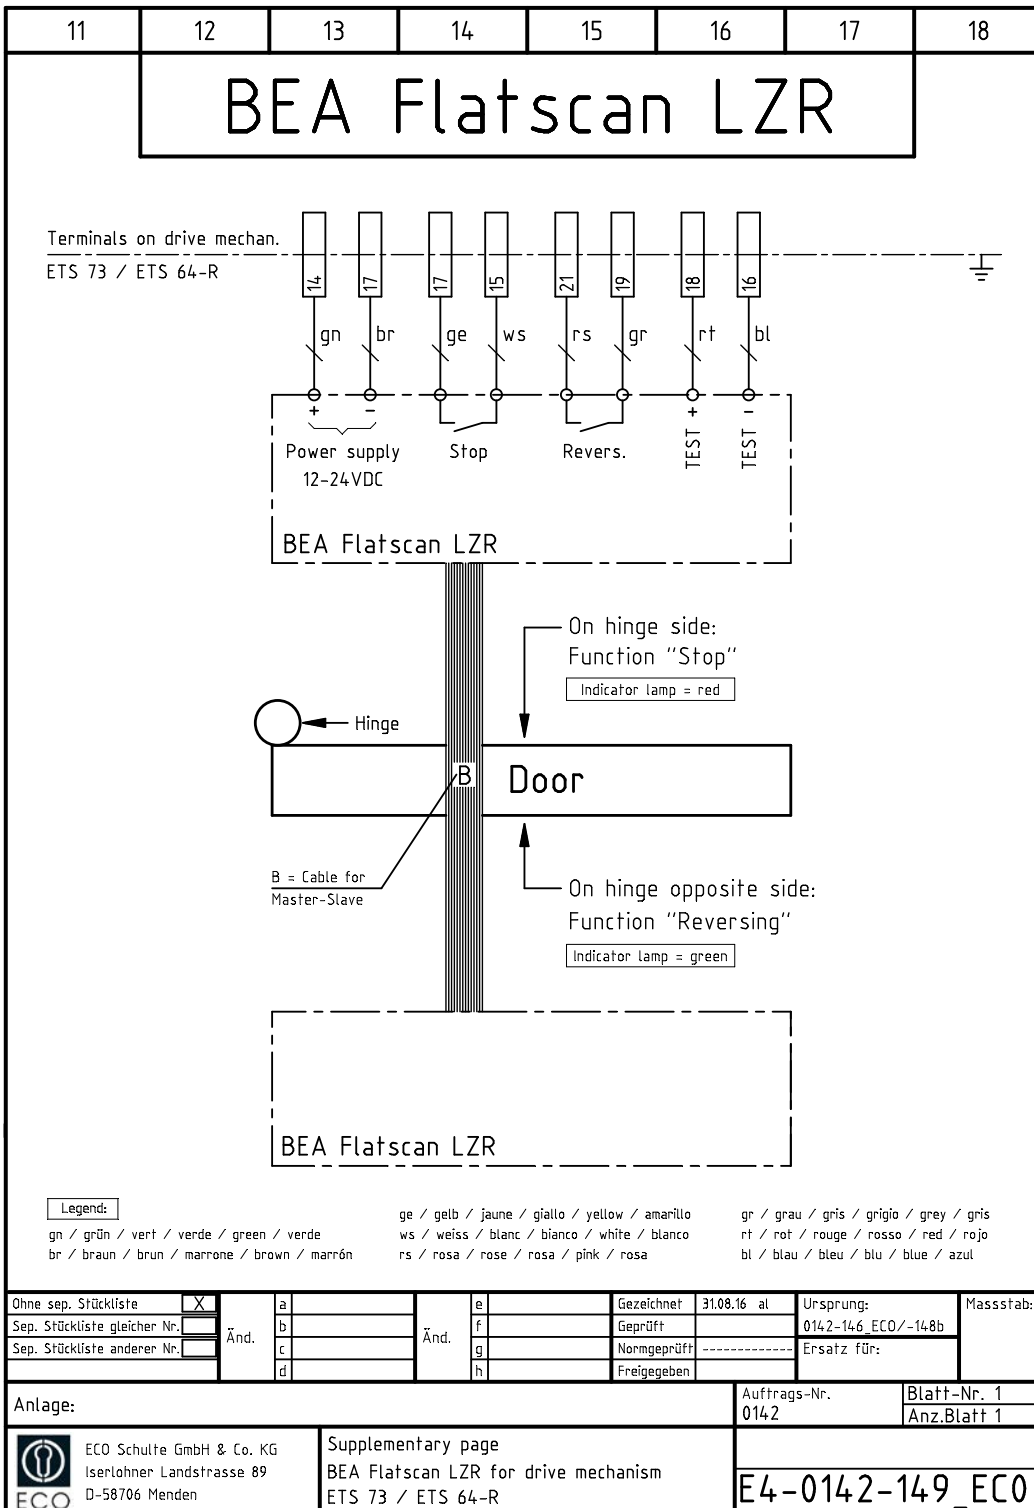 11 12 13 14 15 16 17 18
BEA Flatscan LZR
Terminals on drive mechan.
ETS 73 / ETS 64-R
14 17 17 15 21 19 18 16
gn br ge ws rs gr rt bl
+ - + -
Power supply
12-24VDC
Stop
Revers.
TEST
TEST
BEA Flatscan LZR
On hinge side:
Function "Stop"
Indicator lamp = red
Hinge
B
Door
B = Cable for
Master-Slave
On hinge opposite side:
Function "Reversing"
Indicator lamp = green
BEA Flatscan LZR
Legend:
gn / grün / vert / verde / green / verde
br / braun / brun / marrone / brown / marrón
ge / gelb / jaune / giallo / yellow / amarillo
ws / weiss / blanc / bianco / white / blanco
rs / rosa / rose / rosa / pink / rosa
gr / grau / gris / grigio / grey / gris
rt / rot / rouge / rosso / red / rojo
bl / blau / bleu / blu / blue / azul
Ohne sep. Stückliste X
Sep. Stückliste gleicher Nr.
Sep. Stückliste anderer Nr.
Änd.
a
b
c
d
Änd.
e
f
g
h
Gezeichnet 31.08.16 al
Geprüft
Normgeprüft -------------
Freigegeben
Ursprung:
0142-146_ECO/-148b
Ersatz für:
Massstab:
Anlage:
Auftrags-Nr.
0142
Blatt-Nr. 1
Anz.Blatt 1
ECO
ECO Schulte GmbH & Co. KG
Iserlohner Landstrasse 89
D-58706 Menden
Supplementary page
BEA Flatscan LZR for drive mechanism
ETS 73 / ETS 64-R
E4-0142-149_ECO